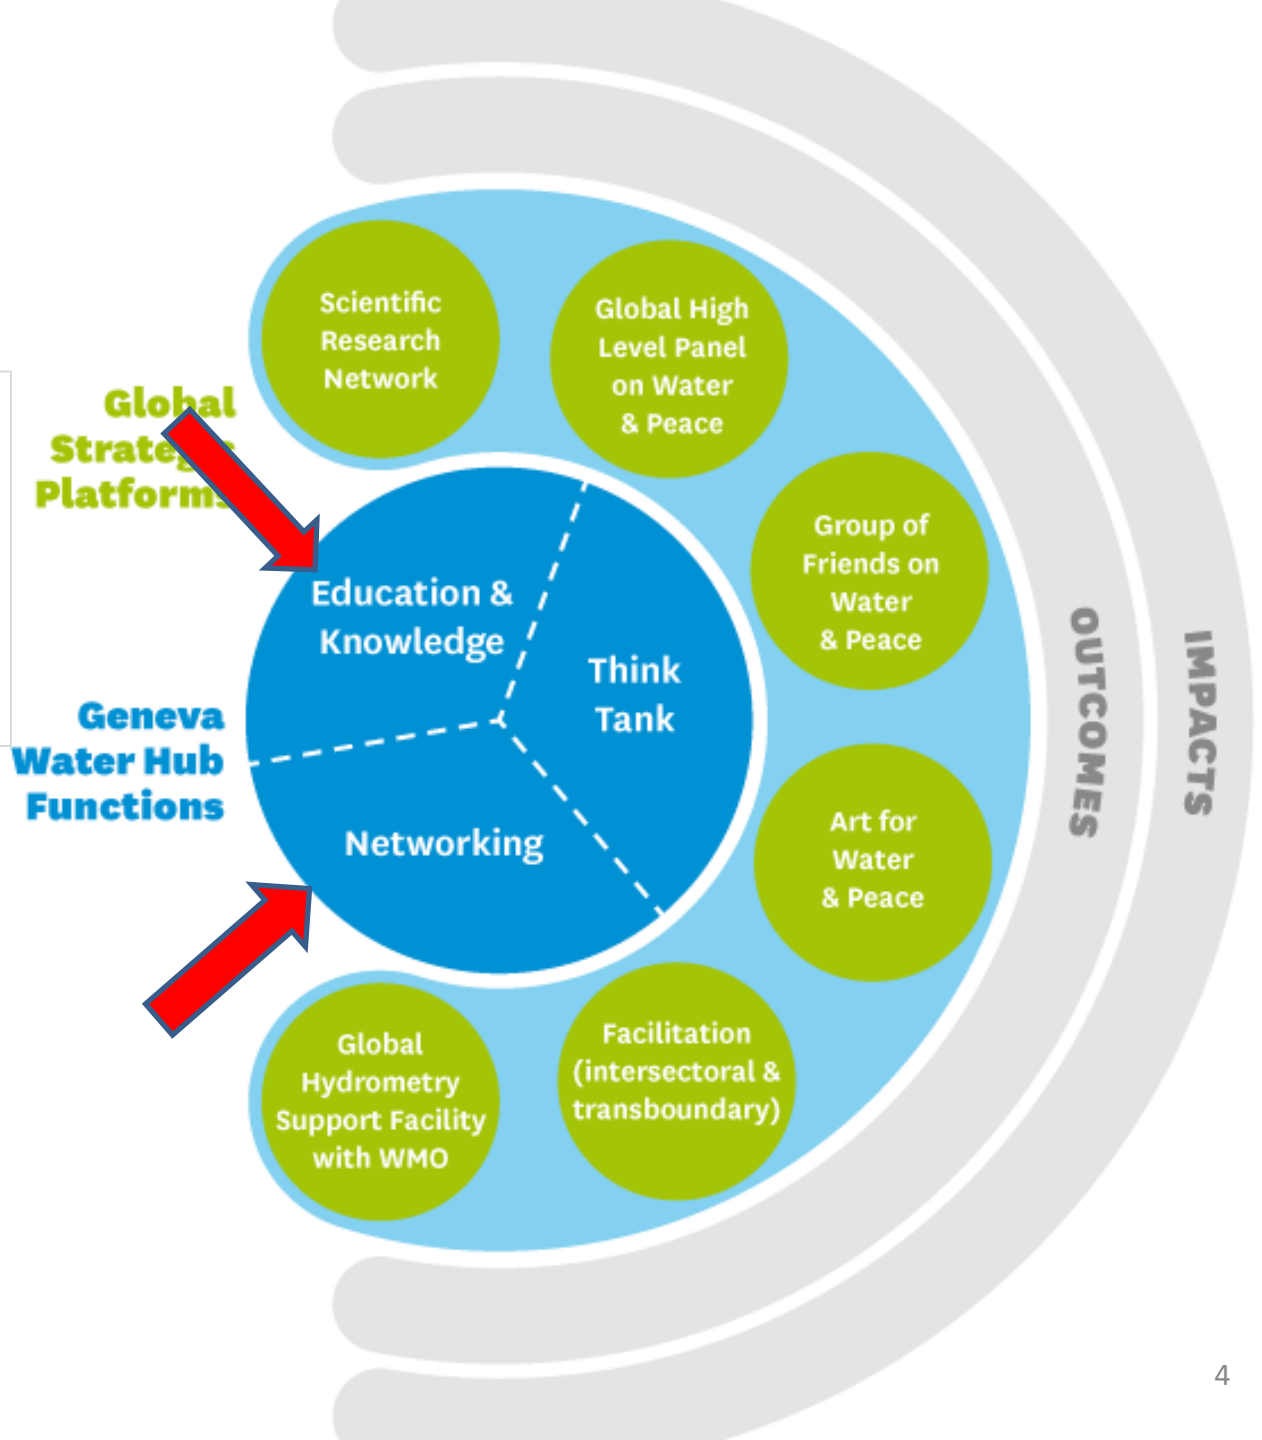 Scientific
Research
Network
Global High
Level Panel
on Water
& Peace
Global
Strategic
Platforms
Group of
Friends on
Water
& Peace
Education &
Knowledge
Think
Tank
Networking
Geneva
Water Hub
Functions
OUTCOMES
IMPACTS
Art for
Water
& Peace
Facilitation
(intersectoral &
transboundary)
Global
Hydrometry
Support Facility
with WMO
4